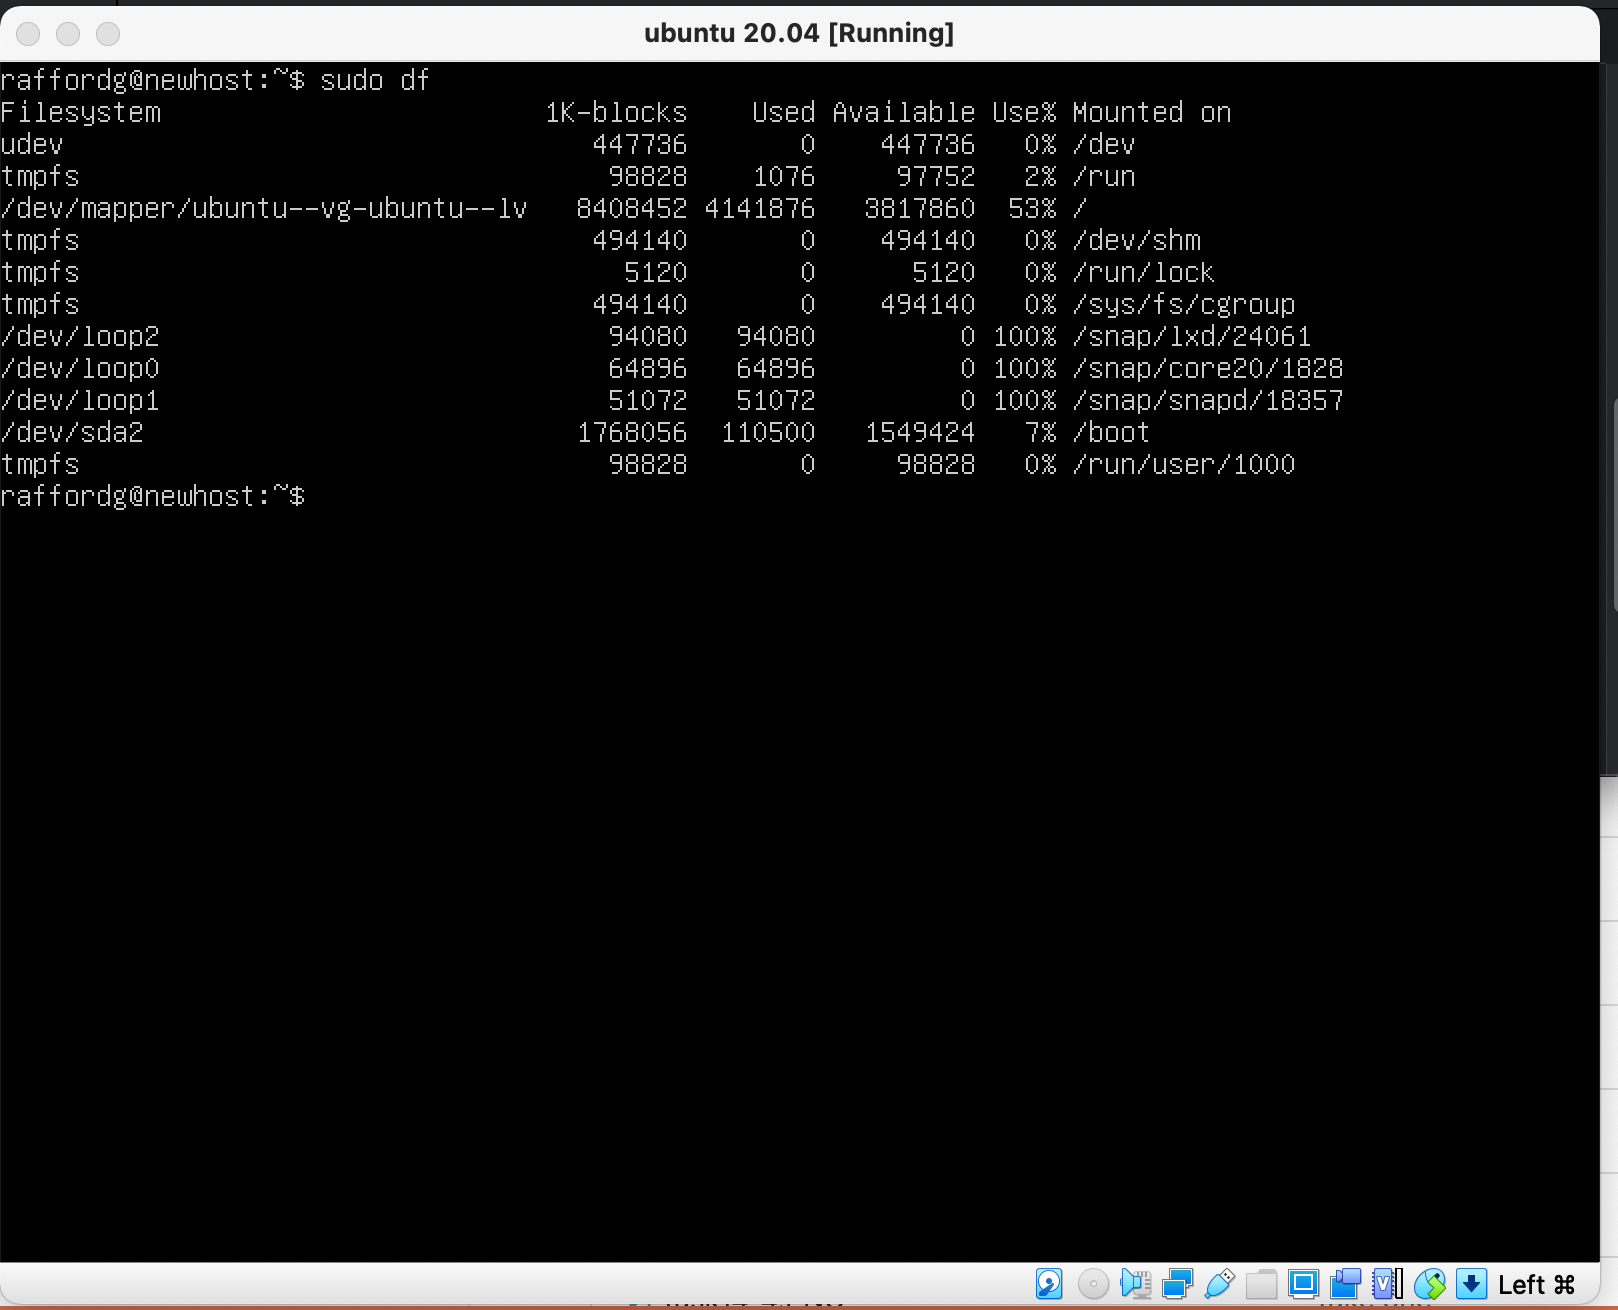 ubuntu 20.04 [Running]
raffordg@newhost:~$ sudo df
Filesystem 1K-blocks Used Available Use% Mounted on
udev 447736 0 447736 0% /dev
tmpfs 98828 1076 97752 2% /run
/dev/mapper/ubuntu--vg-ubuntu--lv 8408452 4141876 3817860 53% /
tmpfs 494140 0 494140 0% /dev/shm
tmpfs 5120 0 5120 0% /run/lock
tmpfs 494140 0 494140 0% /sys/fs/cgroup
/dev/loop2 94080 94080 0 100% /snap/lxd/24061
/dev/loop0 64896 64896 0 100% /snap/core20/1828
/dev/loop1 51072 51072 0 100% /snap/snapd/18357
/dev/sda2 1768056 110500 1549424 7% /boot
tmpfs 98828 0 98828 0% /run/user/1000
raffordg@newhost:~$
Left ⌘